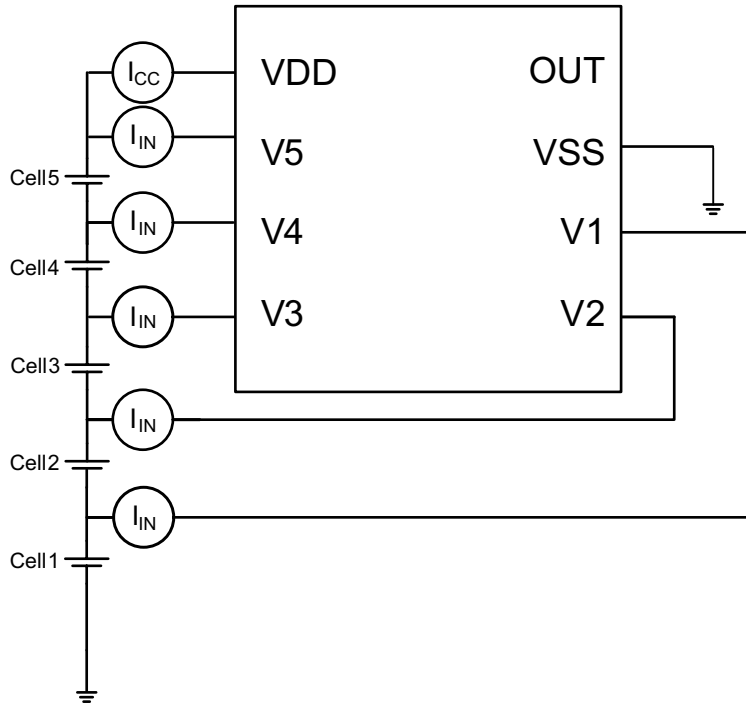 ICC VDD OUT
IIN V5 VSS
Cell5
IIN V4 V1
Cell4
IIN V3 V2
Cell3
IIN
Cell2
IIN
Cell1